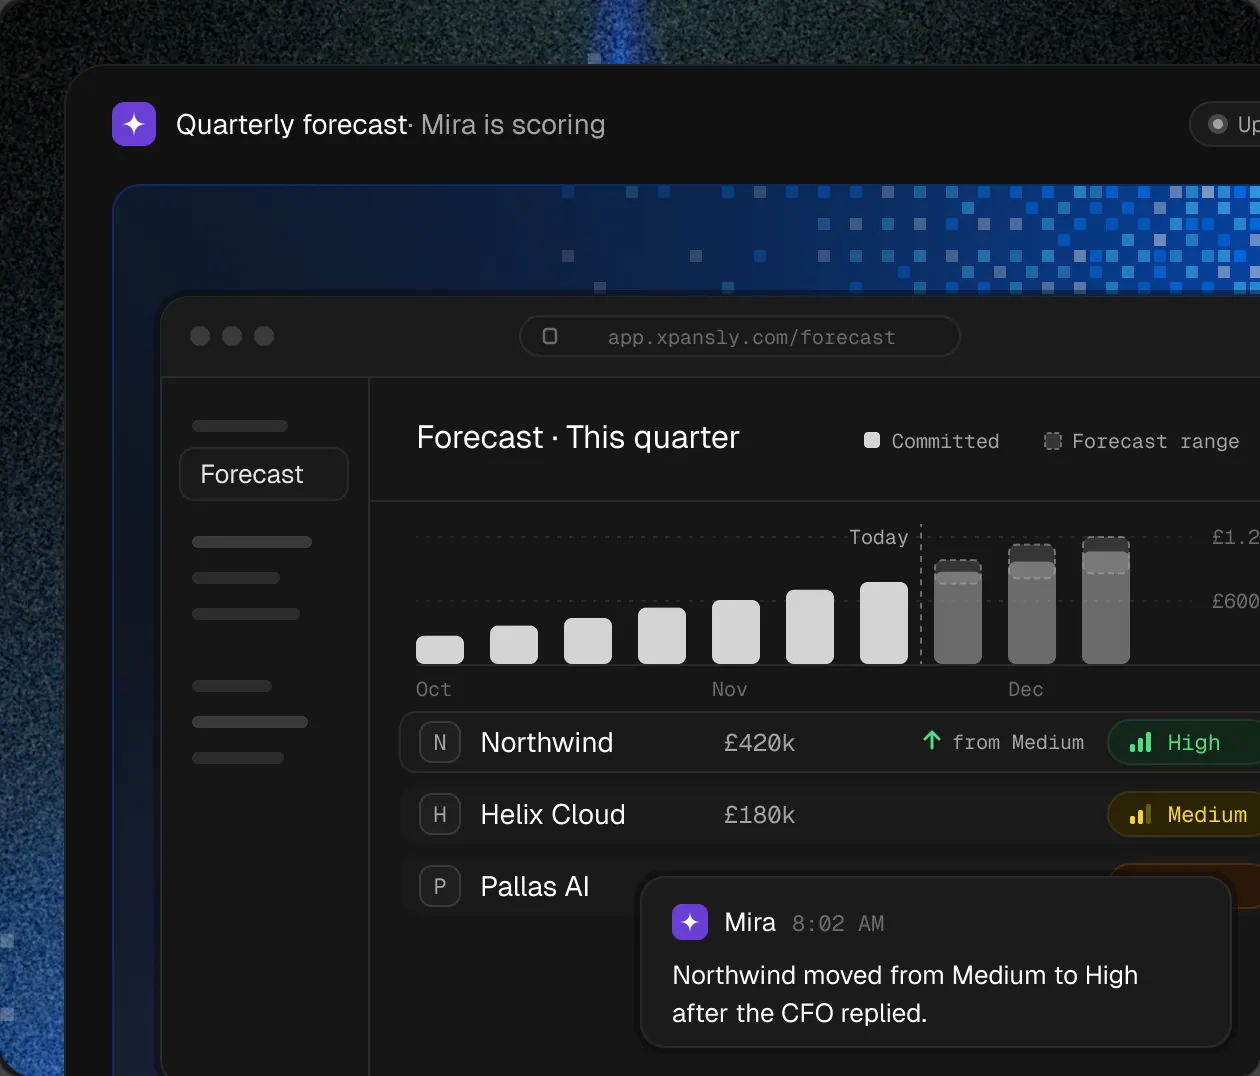 Quarterly forecast· Mira is scoring
Up
app.xpansly.com/forecast
Forecast · This quarter
Committed
Forecast range
Forecast
Today
£1.2
£600
Oct
Nov
Dec
N Northwind £420k ↑ from Medium High
H Helix Cloud £180k Medium
P Pallas AI
Mira 8:02 AM
Northwind moved from Medium to High
after the CFO replied.